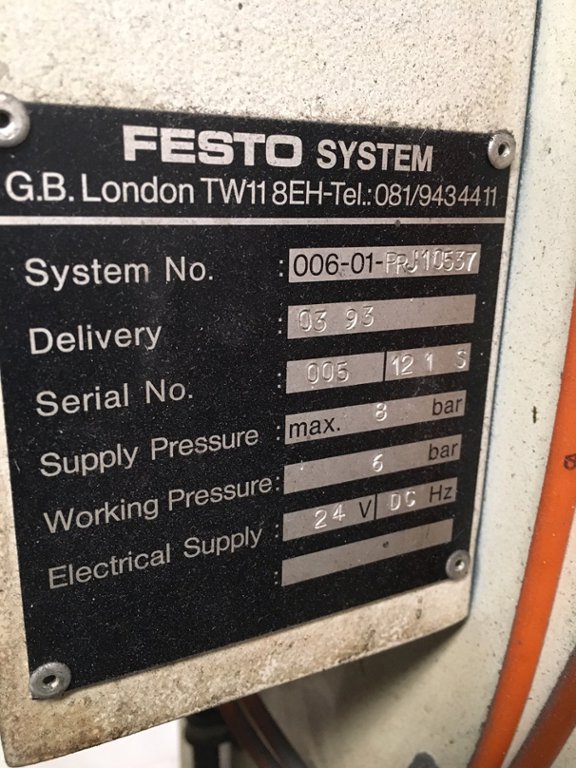 FESTO SYSTEM
G.B. London TW11 8EH-Tel.: 081/9434411
System No. : 006-01-PRJ10537
Delivery : 03 93
Serial No. : 005 12 1 S
Supply Pressure : max. 8 bar
Working Pressure: 6 bar
Electrical Supply : 24 V DC Hz